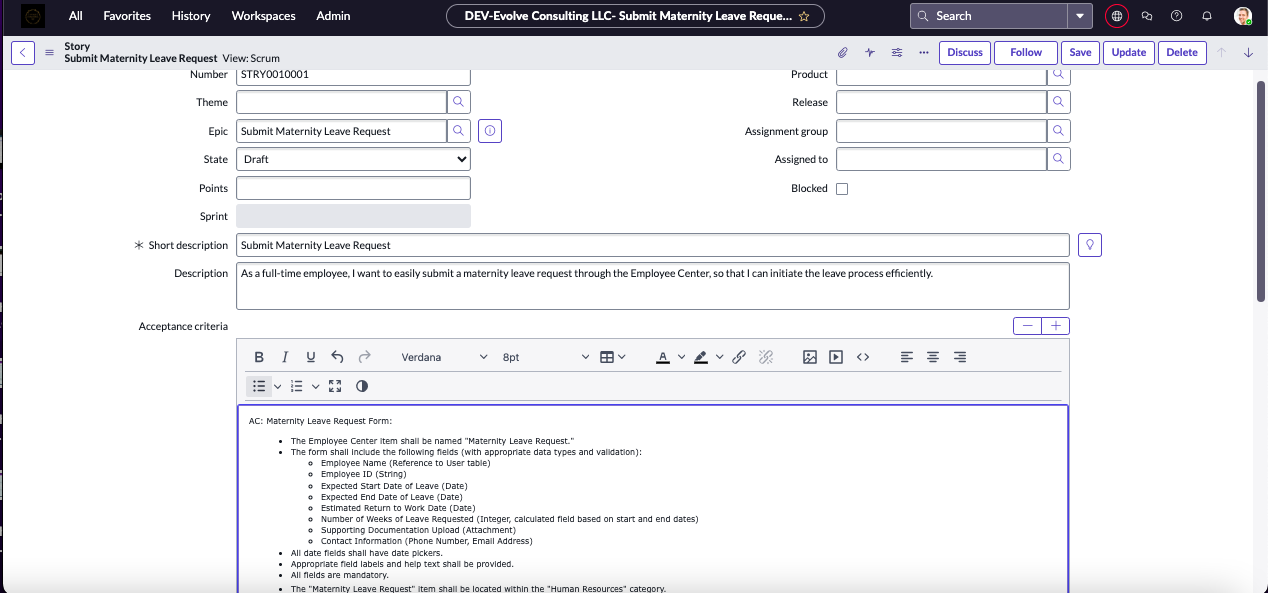 All Favorites History Workspaces Admin DEV-Evolve Consulting LLC- Submit Maternity Leave Reque... Search
Story
Submit Maternity Leave Request View: Scrum
Discuss Follow Save Update Delete
Number STRY0010001 Product
Theme Release
Epic Submit Maternity Leave Request Assignment group
State Draft Assigned to
Points Blocked
Sprint
Short description Submit Maternity Leave Request
Description As a full-time employee, I want to easily submit a maternity leave request through the Employee Center, so that I can initiate the leave process efficiently.
Acceptance criteria
B I U Verdana 8pt A
AC: Maternity Leave Request Form:
• The Employee Center item shall be named "Maternity Leave Request."
• The form shall include the following fields (with appropriate data types and validation):
Employee Name (Reference to User table)
Employee ID (String)
Expected Start Date of Leave (Date)
Expected End Date of Leave (Date)
Estimated Return to Work Date (Date)
Number of Weeks of Leave Requested (Integer, calculated field based on start and end dates)
Supporting Documentation Upload (Attachment)
Contact Information (Phone Number, Email Address)
• All date fields shall have date pickers.
• Appropriate field labels and help text shall be provided.
• All fields are mandatory.
• The "Maternity Leave Request" item shall be located within the "Human Resources" category.